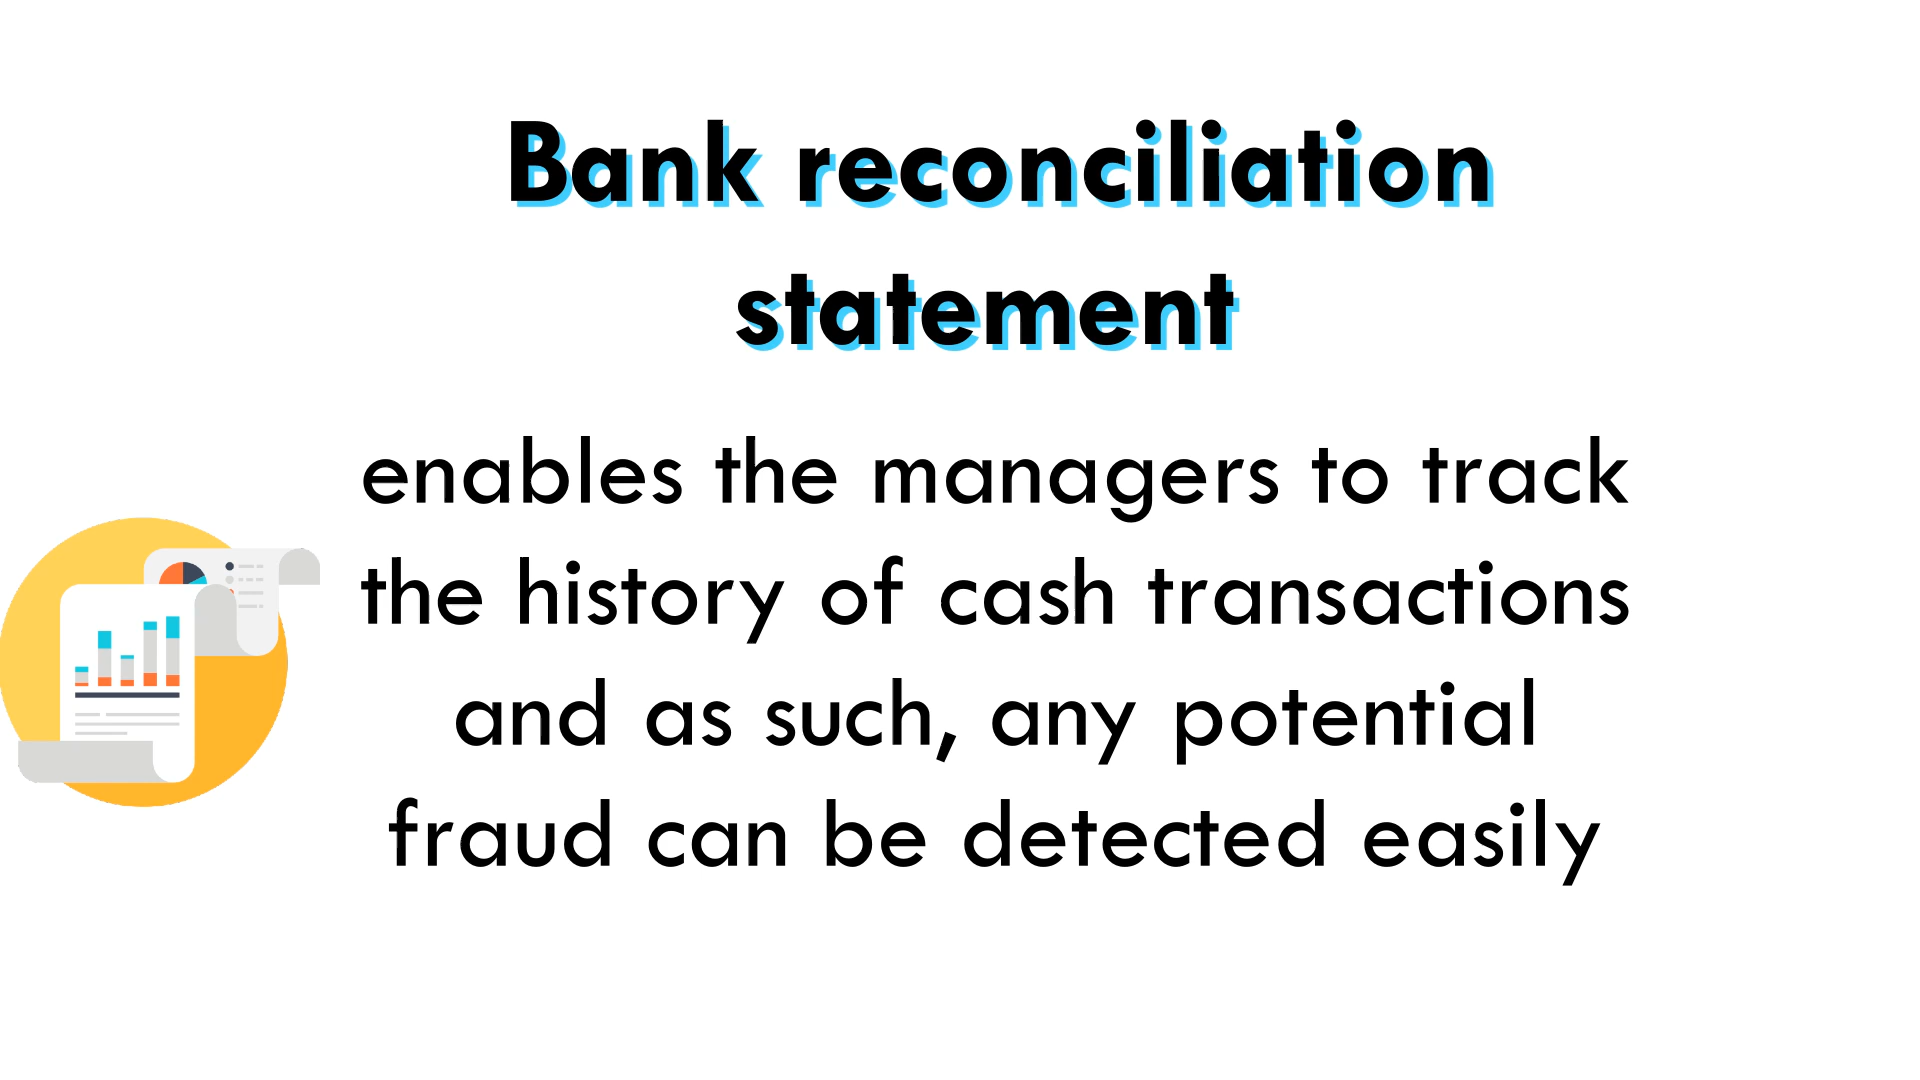 Bank reconciliation
statement
enables the managers to track
the history of cash transactions
and as such, any potential
fraud can be detected easily